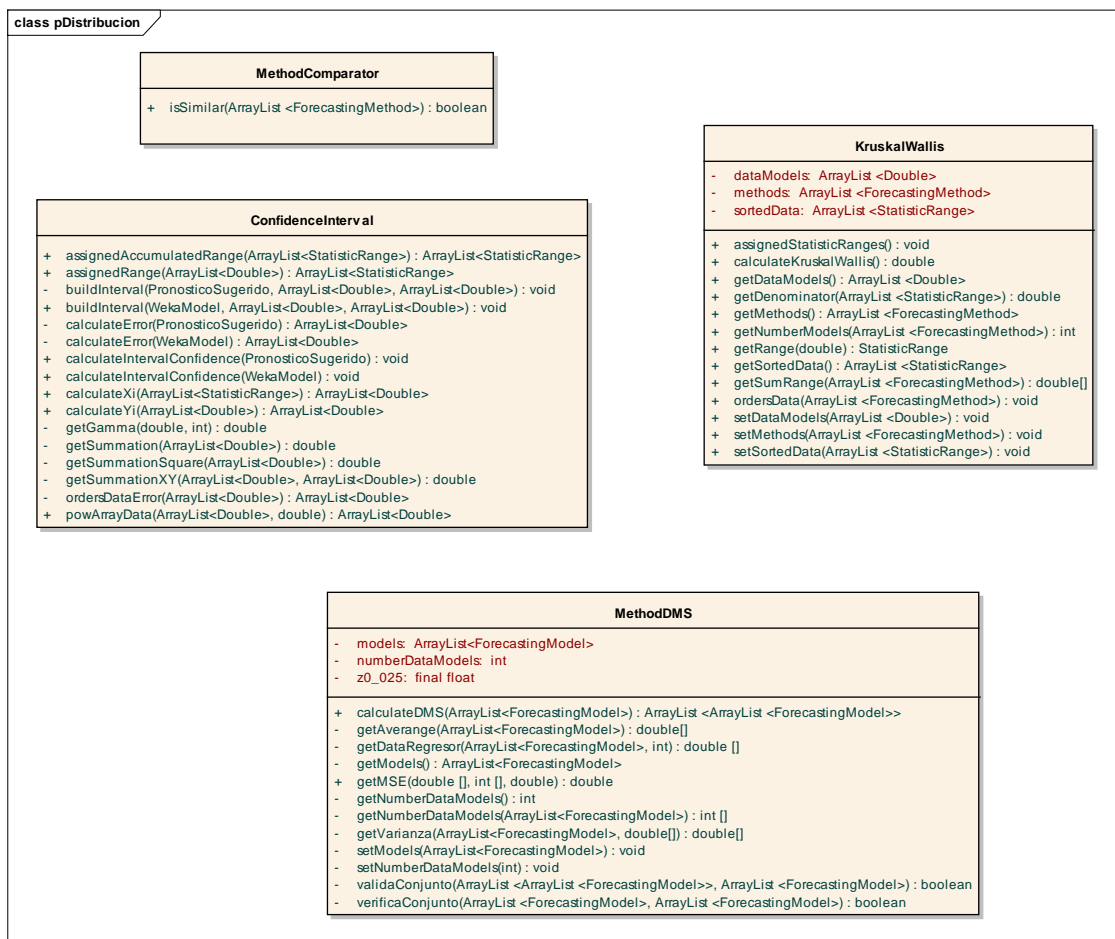 class pDistribucion
MethodComparator
+ isSimilar(ArrayList <ForecastingMethod>) : boolean
KruskalWallis
- dataModels: ArrayList <Double>
- methods: ArrayList <ForecastingMethod>
- sortedData: ArrayList <StatisticRange>
+ assignedStatisticRanges() : void
+ calculateKruskalWallis() : double
+ getDataModels() : ArrayList <Double>
+ getDenominator(ArrayList <StatisticRange>) : double
+ getMethods() : ArrayList <ForecastingMethod>
+ getNumberModels(ArrayList <ForecastingMethod>) : int
+ getRange(double) : StatisticRange
+ getSortedData() : ArrayList <StatisticRange>
+ getSumRange(ArrayList <ForecastingMethod>) : double[]
+ ordersData(ArrayList <ForecastingMethod>) : void
+ setDataModels(ArrayList <Double>) : void
+ setMethods(ArrayList <ForecastingMethod>) : void
+ setSortedData(ArrayList <StatisticRange>) : void
ConfidenceInterval
+ assignedAccumulatedRange(ArrayList<StatisticRange>) : ArrayList<StatisticRange>
+ assignedRange(ArrayList<Double>) : ArrayList<StatisticRange>
- buildInterval(PronosticoSugerido, ArrayList<Double>, ArrayList<Double>) : void
+ buildInterval(WekaModel, ArrayList<Double>, ArrayList<Double>) : void
- calculateError(PronosticoSugerido) : ArrayList<Double>
- calculateError(WekaModel) : ArrayList<Double>
+ calculateIntervalConfidence(PronosticoSugerido) : void
+ calculateIntervalConfidence(WekaModel) : void
+ calculateXi(ArrayList<StatisticRange>) : ArrayList<Double>
+ calculateYi(ArrayList<Double>) : ArrayList<Double>
- getGamma(double, int) : double
- getSummation(ArrayList<Double>) : double
- getSummationSquare(ArrayList<Double>) : double
- getSummationXY(ArrayList<Double>, ArrayList<Double>) : double
- ordersDataError(ArrayList<Double>) : ArrayList<Double>
+ powArrayData(ArrayList<Double>, double) : ArrayList<Double>
MethodDMS
- models: ArrayList<ForecastingModel>
- numberDataModels: int
- z0_025: final float
+ calculateDMS(ArrayList<ForecastingModel>) : ArrayList <ArrayList <ForecastingModel>>
- getAverange(ArrayList<ForecastingModel>) : double[]
- getDataRegresor(ArrayList<ForecastingModel>, int) : double []
- getModels() : ArrayList<ForecastingModel>
+ getMSE(double [], int [], double) : double
- getNumberDataModels() : int
- getNumberDataModels(ArrayList<ForecastingModel>) : int []
- getVarianza(ArrayList<ForecastingModel>, double[]) : double[]
- setModels(ArrayList<ForecastingModel>) : void
- setNumberDataModels(int) : void
- validaConjunto(ArrayList <ArrayList <ForecastingModel>>, ArrayList <ForecastingModel>) : boolean
- verificaConjunto(ArrayList <ForecastingModel>, ArrayList <ForecastingModel>) : boolean